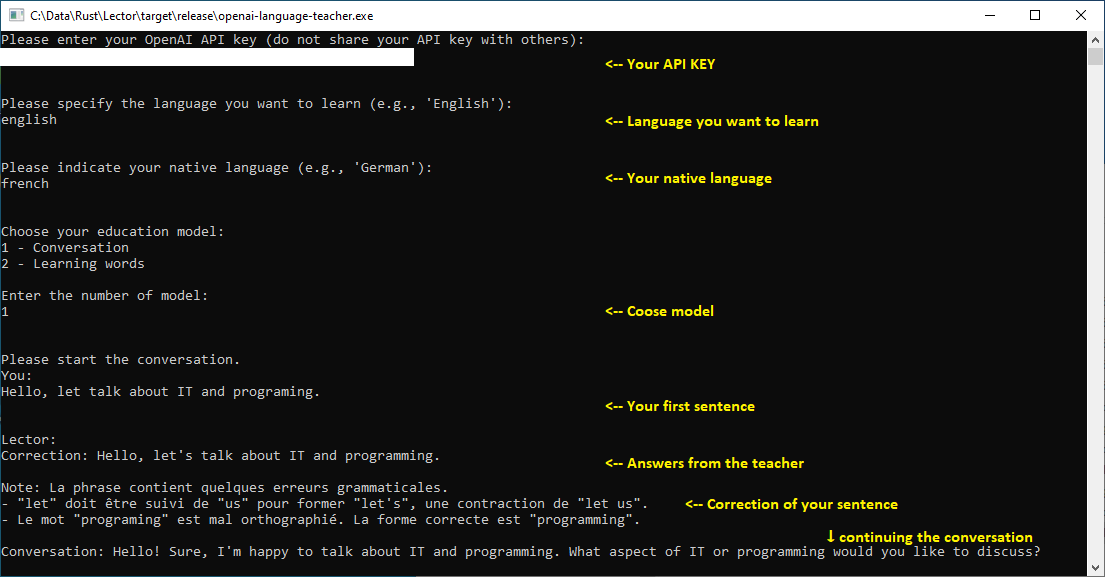 C:\Data\Rust\Lector\target\release\openai-language-teacher.exe
Please enter your OpenAI API key (do not share your API key with others):
<-- Your API KEY
Please specify the language you want to learn (e.g., 'English'):
english
<-- Language you want to learn
Please indicate your native language (e.g., 'German'):
french
<-- Your native language
Choose your education model:
1 - Conversation
2 - Learning words
Enter the number of model:
1
<-- Coose model
Please start the conversation.
You:
Hello, let talk about IT and programing.
<-- Your first sentence
Lector:
Correction: Hello, let's talk about IT and programming.
<-- Answers from the teacher
Note: La phrase contient quelques erreurs grammaticales.
- "let" doit être suivi de "us" pour former "let's", une contraction de "let us".
<-- Correction of your sentence
- Le mot "programing" est mal orthographié. La forme correcte est "programming".
↓ continuing the conversation
Conversation: Hello! Sure, I'm happy to talk about IT and programming. What aspect of IT or programming would you like to discuss?